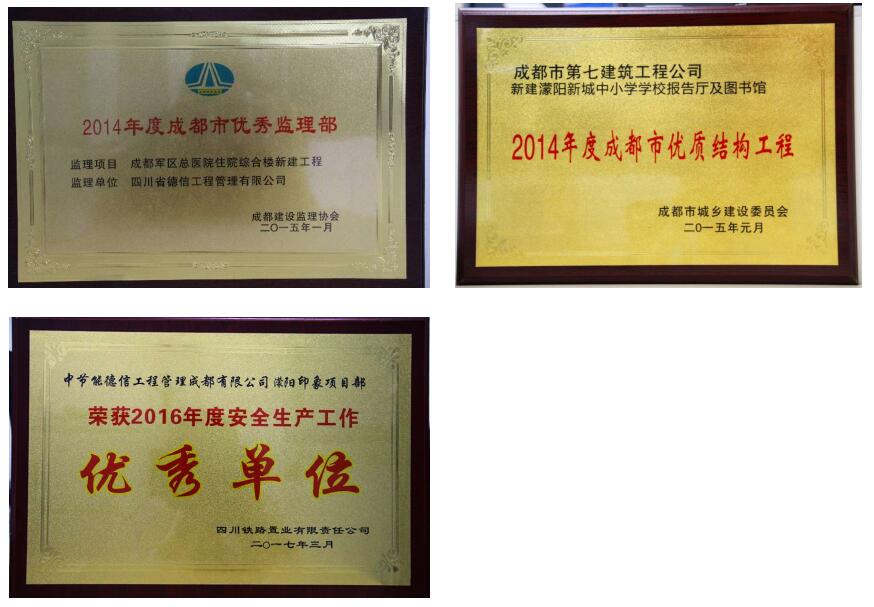 2014年度成都市优秀监理部
监理项目 成都军区总医院住院综合楼新建工程
监理单位 四川省德信工程管理有限公司
成都建设监理协会
二〇一五年一月
成都市第七建筑工程公司
新建濛阳新城中小学学校报告厅及图书馆
2014年度成都市优质结构工程
成都市城乡建设委员会
二〇一五年元月
中节能德信工程管理成都有限公司濛阳印象项目部
荣获2016年度安全生产工作
优秀单位
四川铁路置业有限责任公司
二〇一七年三月